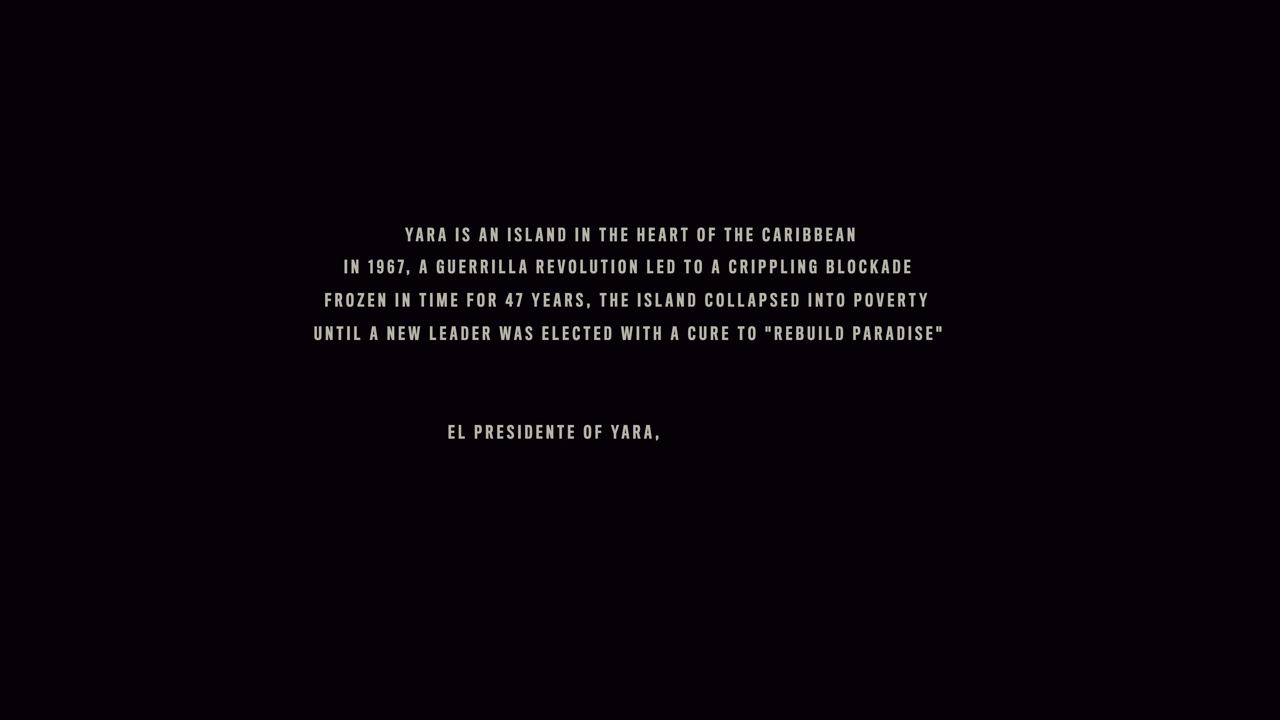 YARA IS AN ISLAND IN THE HEART OF THE CARIBBEAN
IN 1967, A GUERRILLA REVOLUTION LED TO A CRIPPLING BLOCKADE
FROZEN IN TIME FOR 47 YEARS, THE ISLAND COLLAPSED INTO POVERTY
UNTIL A NEW LEADER WAS ELECTED WITH A CURE TO "REBUILD PARADISE"
EL PRESIDENTE OF YARA,